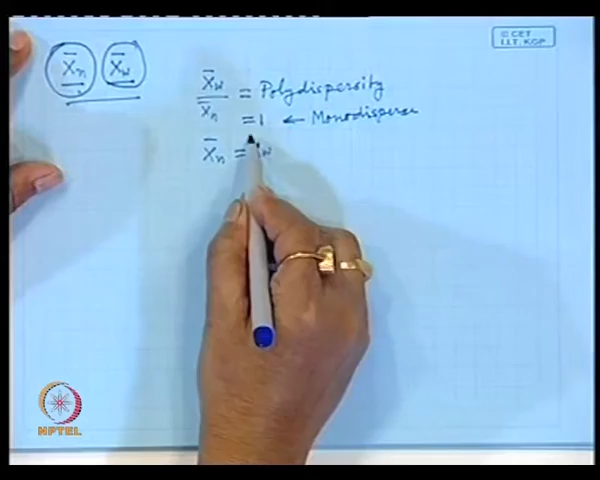 © CET
I.I.T. KGP
X̄n X̄w
X̄w / X̄n = Polydispersity
= 1 ← Monodisperse
X̄n = w
NPTEL